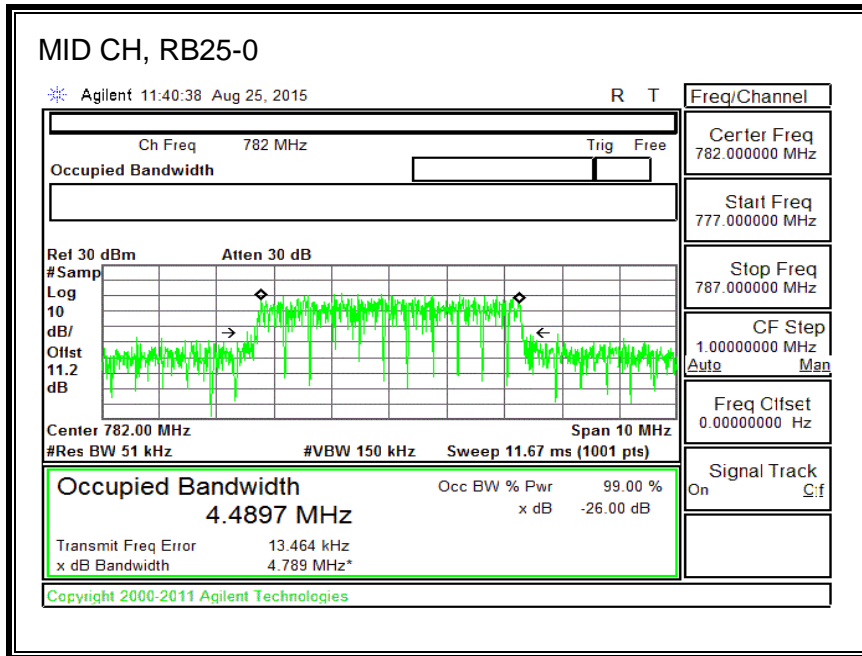 MID CH, RB25-0
Agilent 11:40:38 Aug 25, 2015 R T
Ch Freq 782 MHz Trig Free
Occupied Bandwidth
Ref 30 dBm Atten 30 dB
#Samp
Log
10
dB/
Offst
11.2
dB
Center 782.00 MHz Span 10 MHz
#Res BW 51 kHz #VBW 150 kHz Sweep 11.67 ms (1001 pts)
Occupied Bandwidth Occ BW % Pwr 99.00 %
4.4897 MHz x dB -26.00 dB
Transmit Freq Error 13.464 kHz
x dB Bandwidth 4.789 MHz*
Copyright 2000-2011 Agilent Technologies
Freq/Channel
Center Freq
782.000000 MHz
Start Freq
777.000000 MHz
Stop Freq
787.000000 MHz
CF Step
1.00000000 MHz
Auto Man
Freq Offset
0.00000000 Hz
Signal Track
On Off